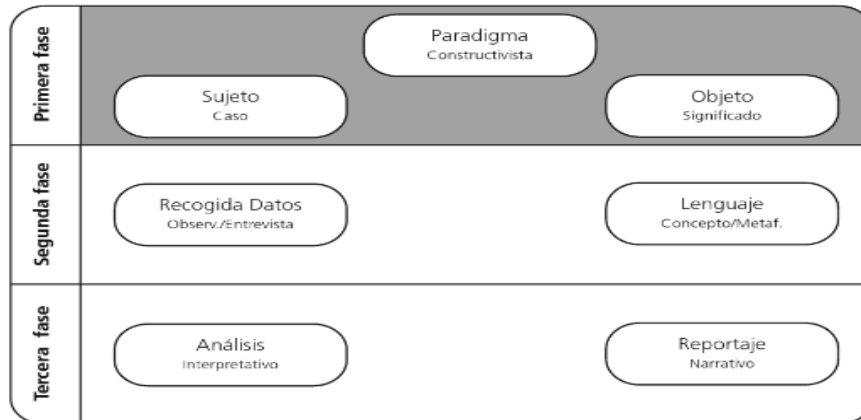 Primera fase
Paradigma
Constructivista
Sujeto
Caso
Objeto
Significado
Segunda fase
Recogida Datos
Observ./Entrevista
Lenguaje
Concepto/Metaf.
Tercera fase
Análisis
Interpretativo
Reportaje
Narrativo